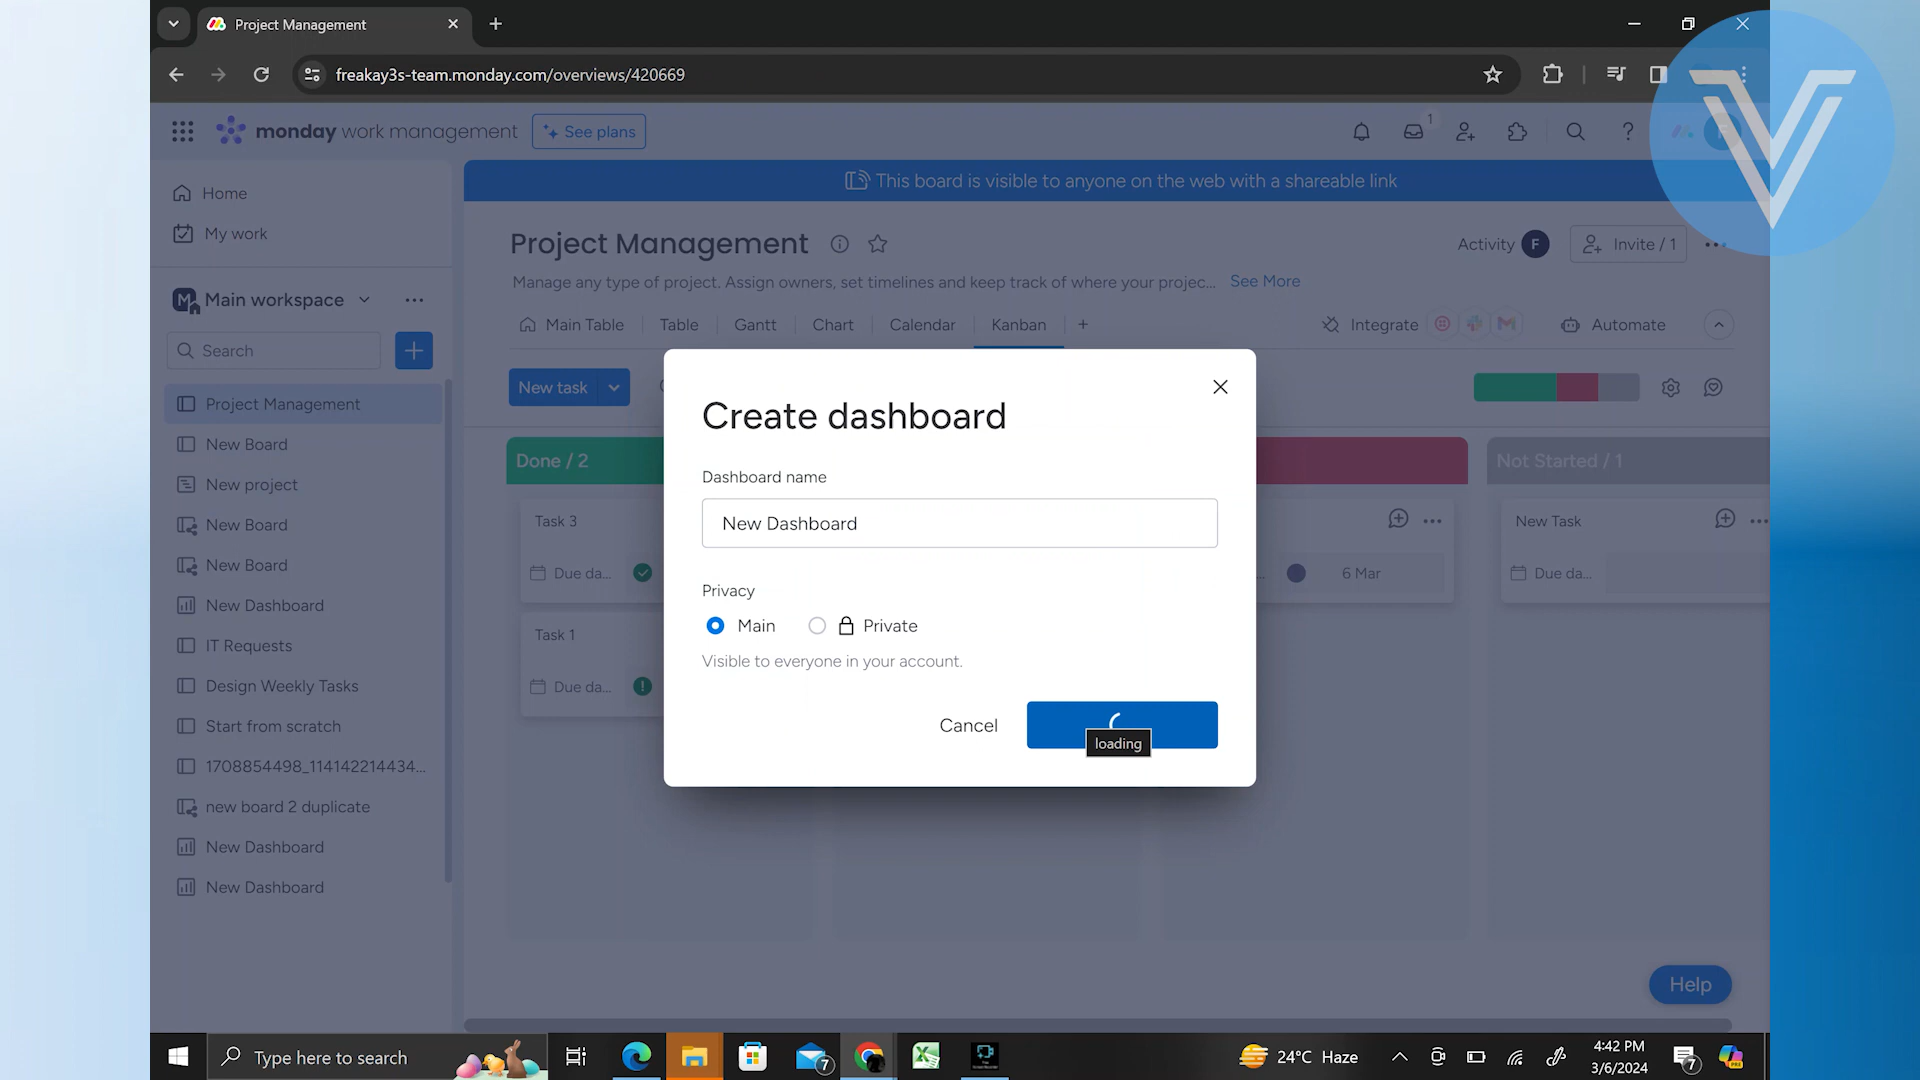 Project Management
freakay3s-team.monday.com/overviews/420669
monday work management
See plans
1
This board is visible to anyone on the web with a shareable link
Home
My work
Main workspace
Search
Project Management
New Board
New project
New Board
New Board
New Dashboard
IT Requests
Design Weekly Tasks
Start from scratch
1708854498_114142214434...
new board 2 duplicate
New Dashboard
New Dashboard
Project Management
Activity F
Invite / 1
Manage any type of project. Assign owners, set timelines and keep track of where your projec... See More
Main Table
Table
Gantt
Chart
Calendar
Kanban
Integrate
Automate
New task
Done / 2
Not Started / 1
Task 3
Due da...
Task 1
Due da...
6 Mar
New Task
Due da...
Create dashboard
Dashboard name
New Dashboard
Privacy
Main
Private
Visible to everyone in your account.
Cancel
loading
Help
Type here to search
7
24°C Haze
4:42 PM
3/6/2024
7